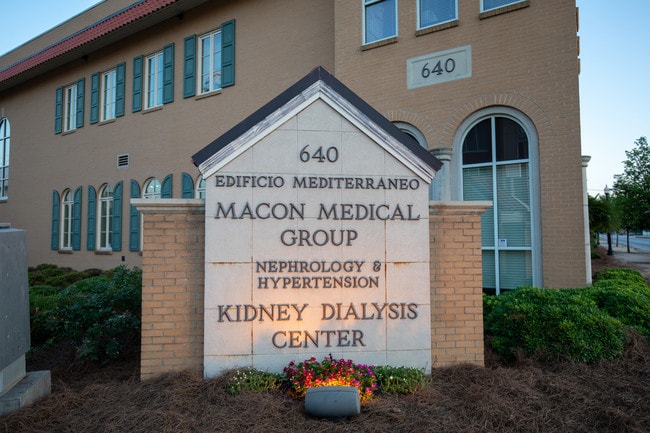 640
640
EDIFICIO MEDITERRANEO
MACON MEDICAL
GROUP
NEPHROLOGY &
HYPERTENSION
KIDNEY DIALYSIS
CENTER